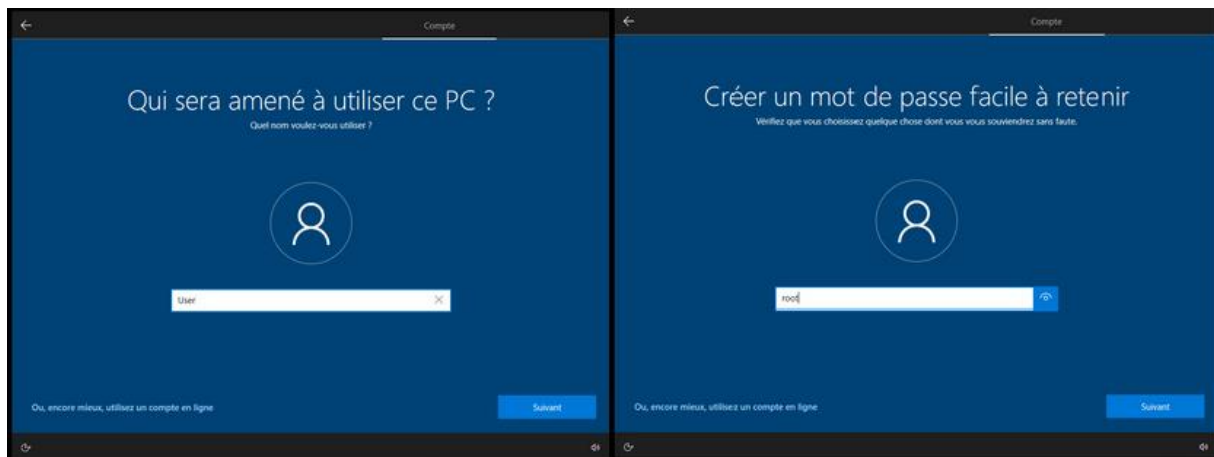 Compte
Qui sera amené à utiliser ce PC ?
Quel nom voulez-vous utiliser ?
User
Ou, encore mieux, utilisez un compte en ligne
Suivant
Compte
Créer un mot de passe facile à retenir
Vérifiez que vous choisissez quelque chose dont vous vous souviendrez sans faute.
root
Ou, encore mieux, utilisez un compte en ligne
Suivant